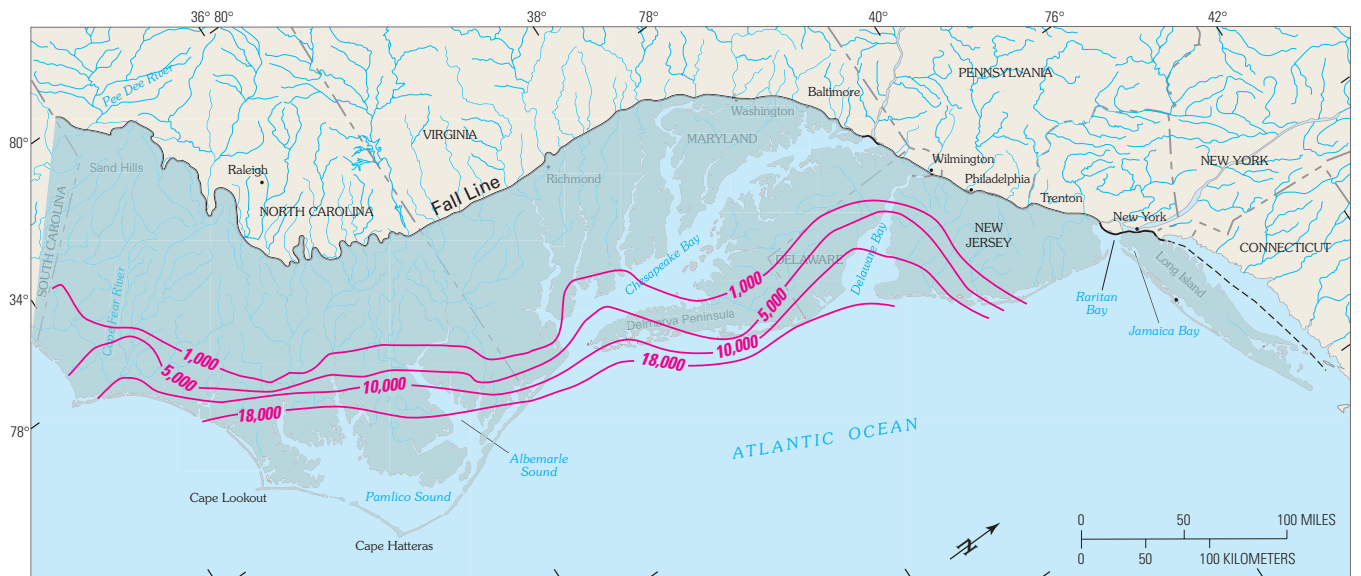 36° 80° 38° 78° 40° 76° 42°
Pee Dee River
PENNSYLVANIA
Baltimore
Washington
80°
VIRGINIA
MARYLAND
Sand Hills
Raleigh
Wilmington
NEW YORK
Richmond
Philadelphia
Fall Line
Trenton
NORTH CAROLINA
New York
SOUTH CAROLINA
NEW
JERSEY
CONNECTICUT
Chesapeake Bay
DELAWARE
Delaware Bay
Long Island
Cape Fear River
34°
1,000
5,000
Raritan
Bay
Jamaica Bay
Delmarva Peninsula
10,000
1,000
18,000
5,000
10,000
18,000
78°
ATLANTIC OCEAN
Albemarle
Sound
Cape Lookout
Pamlico Sound
Cape Hatteras
N
0 50 100 MILES
0 50 100 KILOMETERS